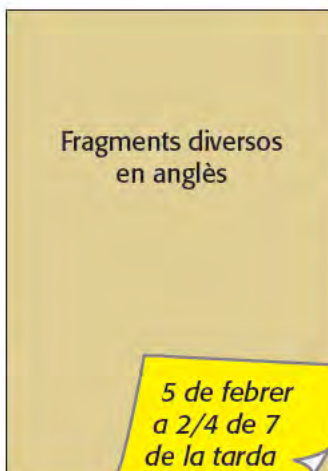 Fragments diversos
en anglès
5 de febrer
a 2/4 de 7
de la tarda